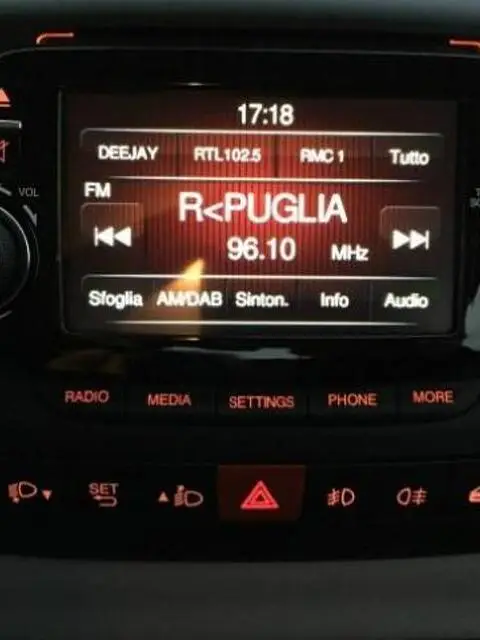 17:18
DEEJAY RTL102.5 RMC 1 Tutto
FM
VOL
R<PUGLIA
96.10 MHz
Sfoglia AM/DAB Sinton. Info Audio
RADIO MEDIA SETTINGS PHONE MORE
SET